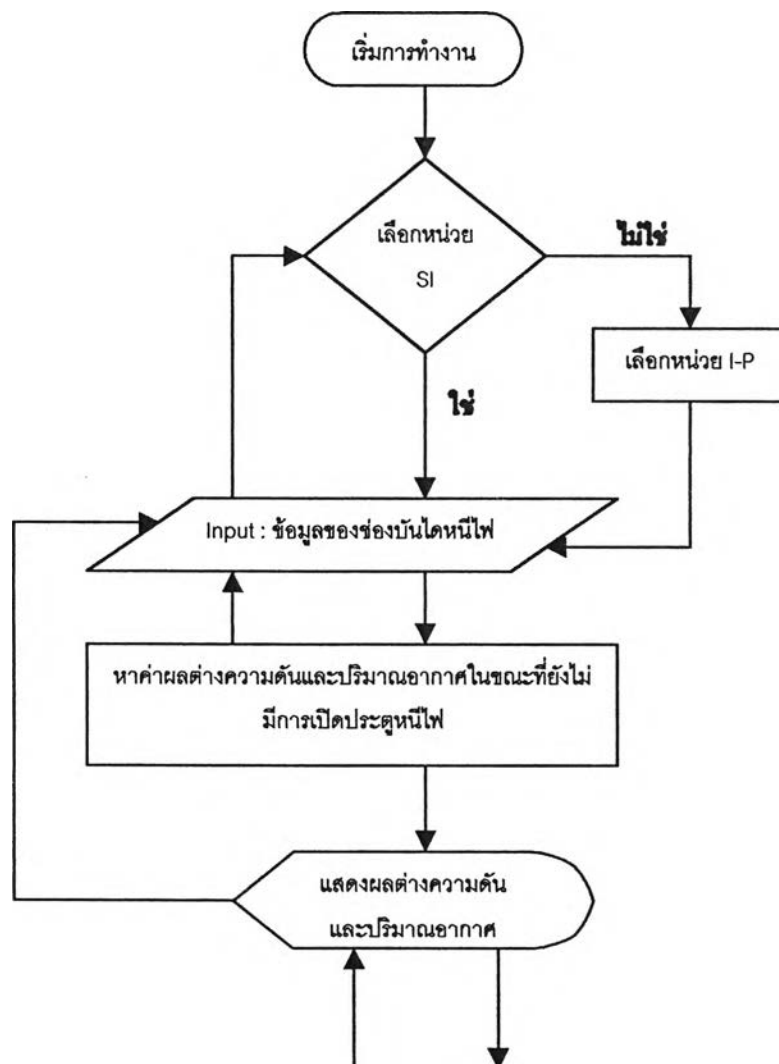 เริ่มการทำงาน
เลือกหน่วย
SI
ไม่ใช่
เลือกหน่วย I-P
ใช่
Input : ข้อมูลของช่องบันไดหนีไฟ
หาค่าผลต่างความดันและปริมาณอากาศในขณะที่ยังไม่
มีการเปิดประตูหนีไฟ
แสดงผลต่างความดัน
และปริมาณอากาศ